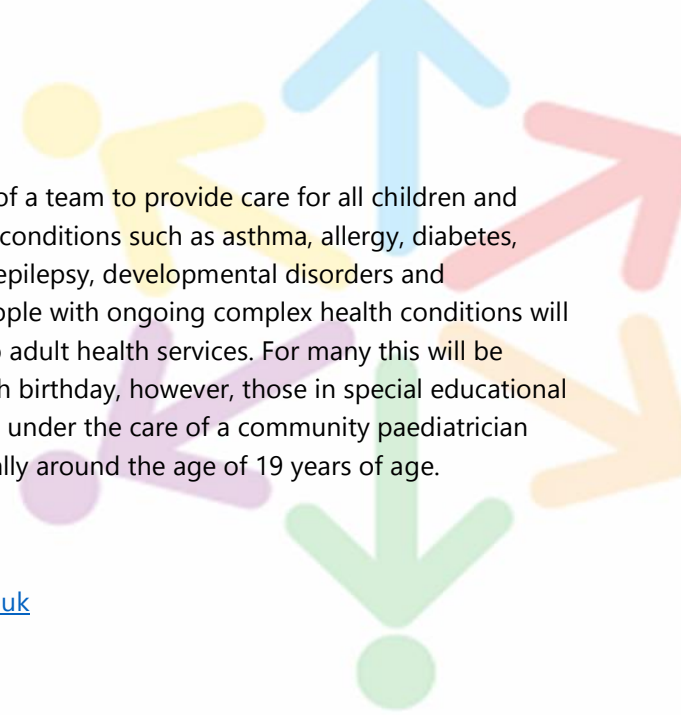 of a team to provide care for all children and
conditions such as asthma, allergy, diabetes,
epilepsy, developmental disorders and
ople with ongoing complex health conditions will
o adult health services. For many this will be
h birthday, however, those in special educational
under the care of a community paediatrician
ally around the age of 19 years of age.
uk